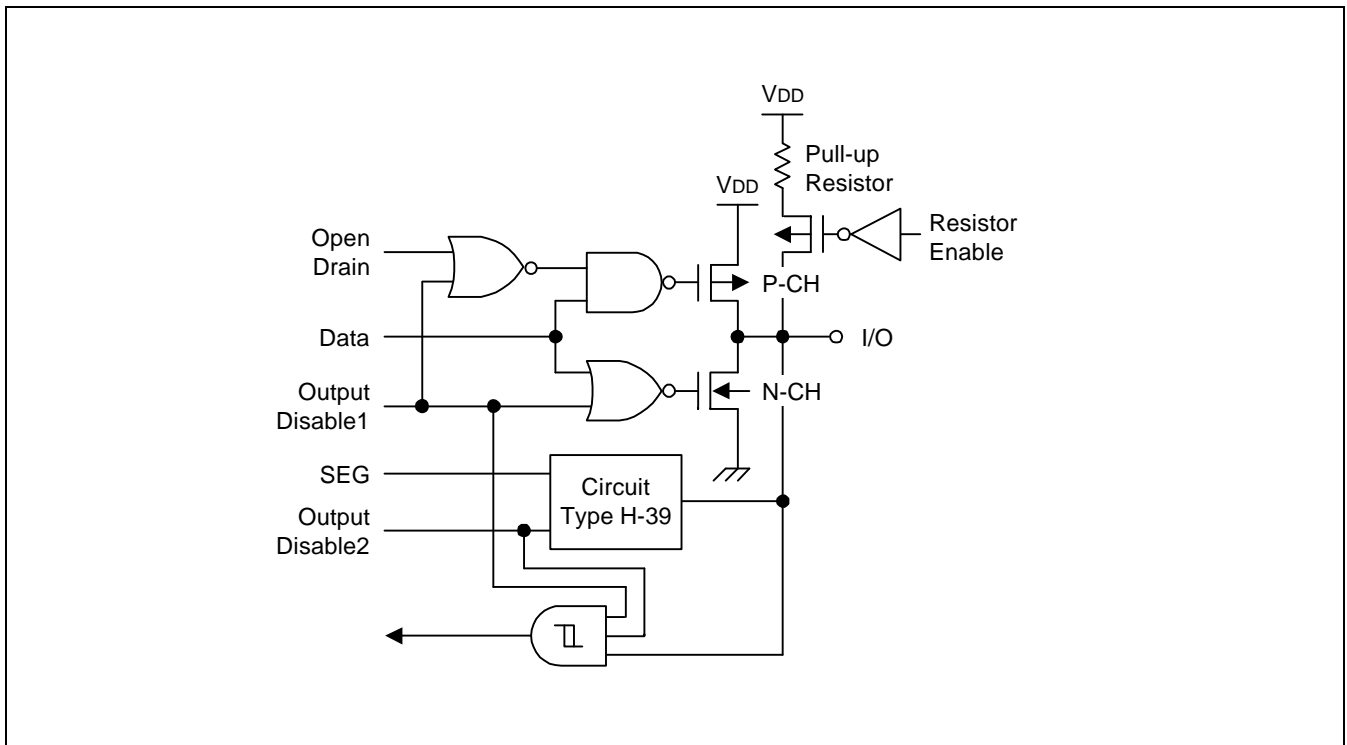 VDD
Pull-up
Resistor
VDD
Resistor
Enable
Open
Drain
P-CH
Data
I/O
Output
Disable1
N-CH
SEG
Circuit
Type H-39
Output
Disable2